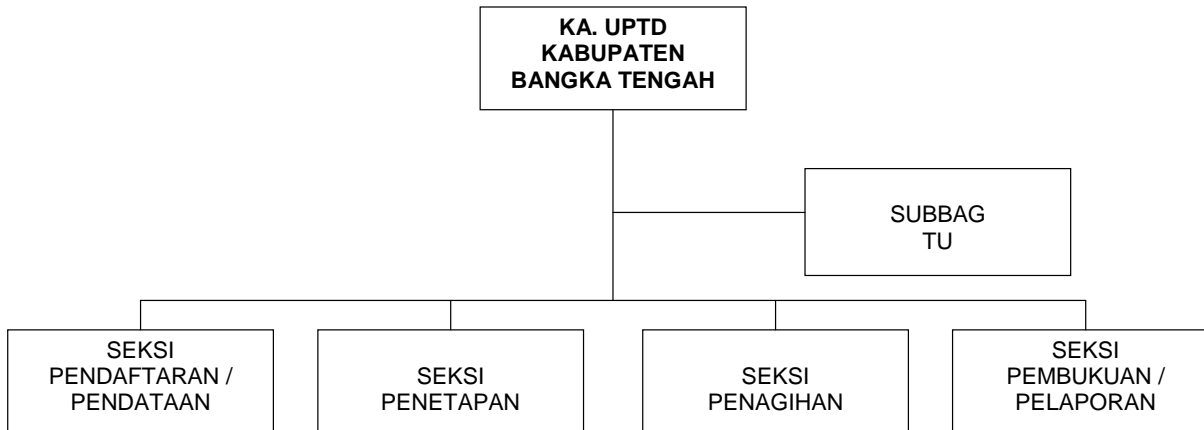 KA. UPTD
KABUPATEN
BANGKA TENGAH
SUBBAG
TU
SEKSI
PENDAFTARAN /
PENDATAAN
SEKSI
PENETAPAN
SEKSI
PENAGIHAN
SEKSI
PEMBUKUAN /
PELAPORAN